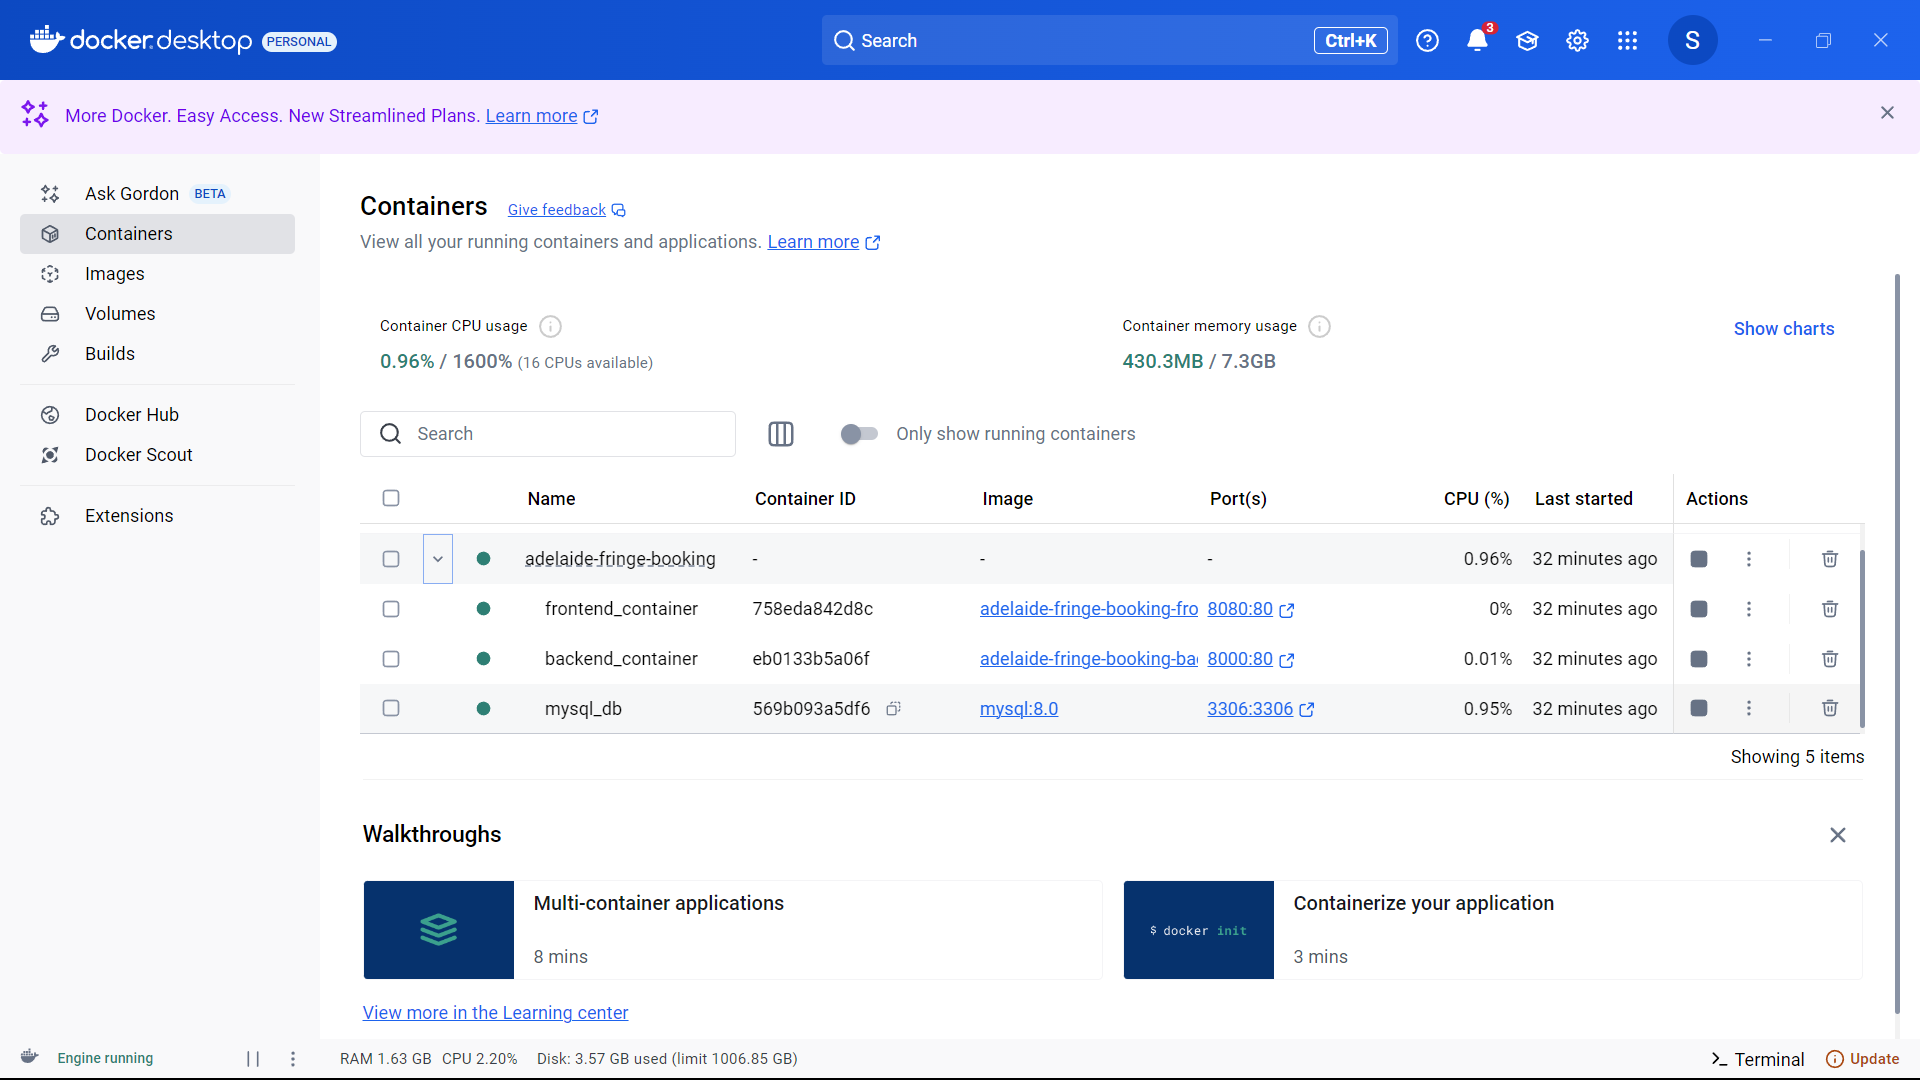 docker desktop PERSONAL
Search Ctrl+K
3
S
More Docker. Easy Access. New Streamlined Plans. Learn more
Ask Gordon BETA
Containers
Images
Volumes
Builds
Docker Hub
Docker Scout
Extensions
Containers Give feedback
View all your running containers and applications. Learn more
Container CPU usage
0.96% / 1600% (16 CPUs available)
Container memory usage
430.3MB / 7.3GB
Show charts
Search
Only show running containers
Name Container ID Image Port(s) CPU (%) Last started Actions
adelaide-fringe-booking - - - 0.96% 32 minutes ago
frontend_container 758eda842d8c adelaide-fringe-booking-fro 8080:80 0% 32 minutes ago
backend_container eb0133b5a06f adelaide-fringe-booking-ba 8000:80 0.01% 32 minutes ago
mysql_db 569b093a5df6 mysql:8.0 3306:3306 0.95% 32 minutes ago
Showing 5 items
Walkthroughs
Multi-container applications
8 mins
$ docker init
Containerize your application
3 mins
View more in the Learning center
Engine running
RAM 1.63 GB CPU 2.20% Disk: 3.57 GB used (limit 1006.85 GB)
Terminal
Update